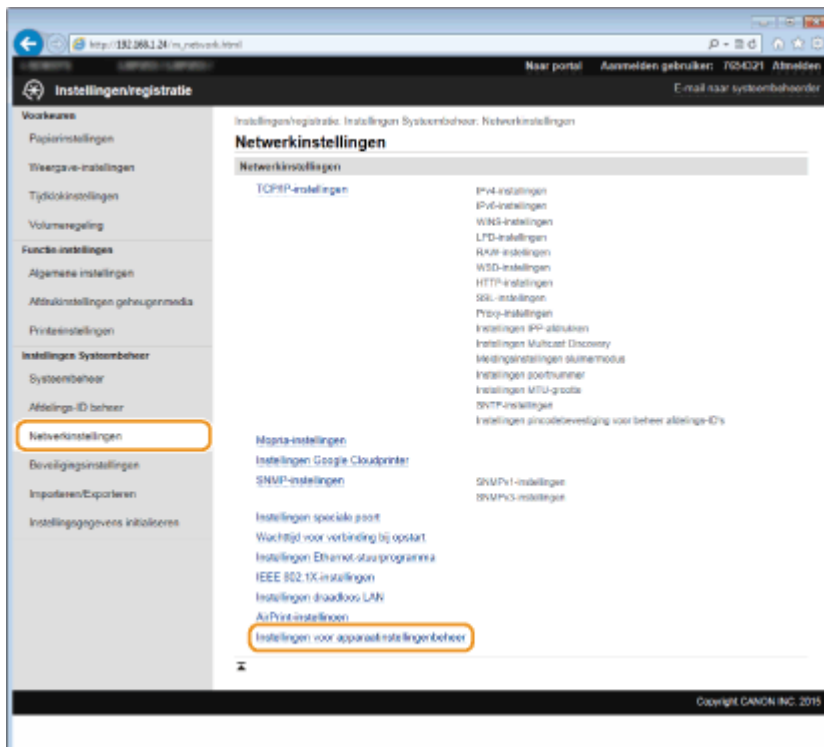 http://192.168.1.24/m_network.html
Naar portal Aanmelden gebruiker: 7654321 Afmelden
Instellingen/registratie
E-mail naar systeembeheerder
Voorkeuren
Papierinstellingen
Weergave-instellingen
Tijdklokinstellingen
Volumeregeling
Functie-instellingen
Algemene instellingen
Afdrukinstellingen geheugenmedia
Printerinstellingen
Instellingen Systeembeheer
Systeembeheer
Afdelings-ID beheer
Netwerkinstellingen
Beveiligingsinstellingen
Importeren/Exporteren
Instellingsgegevens initialiseren
Instellingen/registratie: Instellingen Systeembeheer: Netwerkinstellingen
Netwerkinstellingen
Netwerkinstellingen
TCP/IP-instellingen
IPv4-instellingen
IPv6-instellingen
WINS-instellingen
LPD-instellingen
RAW-instellingen
WSD-instellingen
HTTP-instellingen
SSL-instellingen
Proxy-instellingen
Instellingen IPP-afdrukken
Instellingen Multicast Discovery
Meldingsinstellingen sluimermodus
Instellingen poortnummer
Instellingen MTU-grootte
SNTP-instellingen
Instellingen pincodebevestiging voor beheer afdelings-ID's
Mopria-instellingen
Instellingen Google Cloudprinter
SNMP-instellingen
SNMPv1-instellingen
SNMPv3-instellingen
Instellingen speciale poort
Wachttijd voor verbinding bij opstart
Instellingen Ethernet-stuurprogramma
IEEE 802.1X-instellingen
Instellingen draadloos LAN
AirPrint-instellingen
Instellingen voor apparaatinstellingenbeheer
Copyright CANON INC. 2015